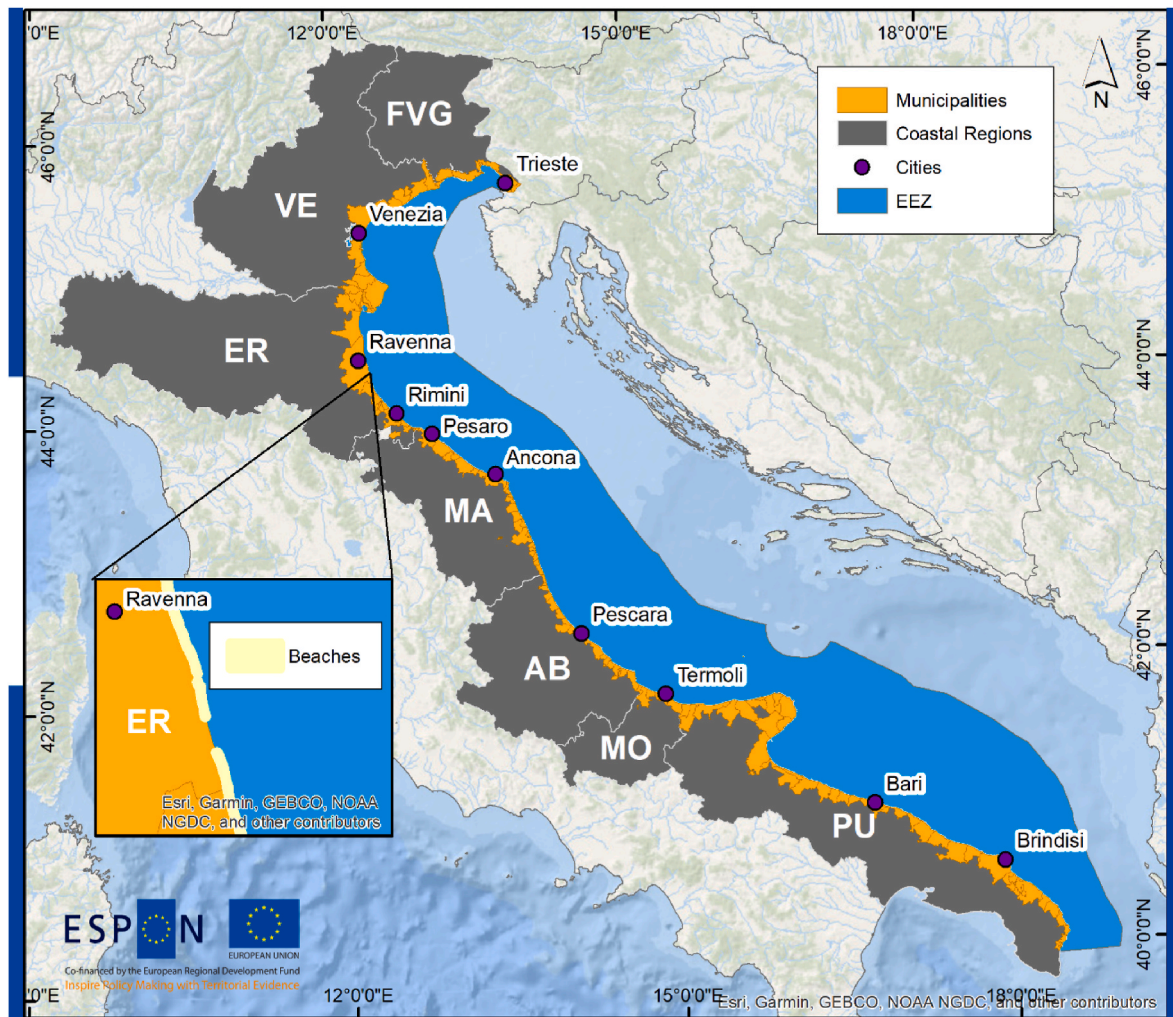 0'0"E
12°0'0"E
15°0'0"E
18°0'0"E
46°0'0"N
N
Municipalities
Coastal Regions
Cities
EEZ
FVG
46°0'0"N
Trieste
VE
Venezia
44°0'0"N
ER
Ravenna
Rimini
Pesaro
44°0'0"N
Ancona
MA
Ravenna
Beaches
ER
Esri, Garmin, GEBCO, NOAA
NGDC, and other contributors
Pescara
42°0'0"N
AB
Termoli
42°0'0"N
MO
Bari
PU
Brindisi
40°0'0"N
ESPON
EUROPEAN UNION
Co-financed by the European Regional Development Fund
Inspire Policy Making with Territorial Evidence
0'0"E
12°0'0"E
15°0'0"E
18°0'0"E
Esri, Garmin, GEBCO, NOAA NGDC, and other contributors